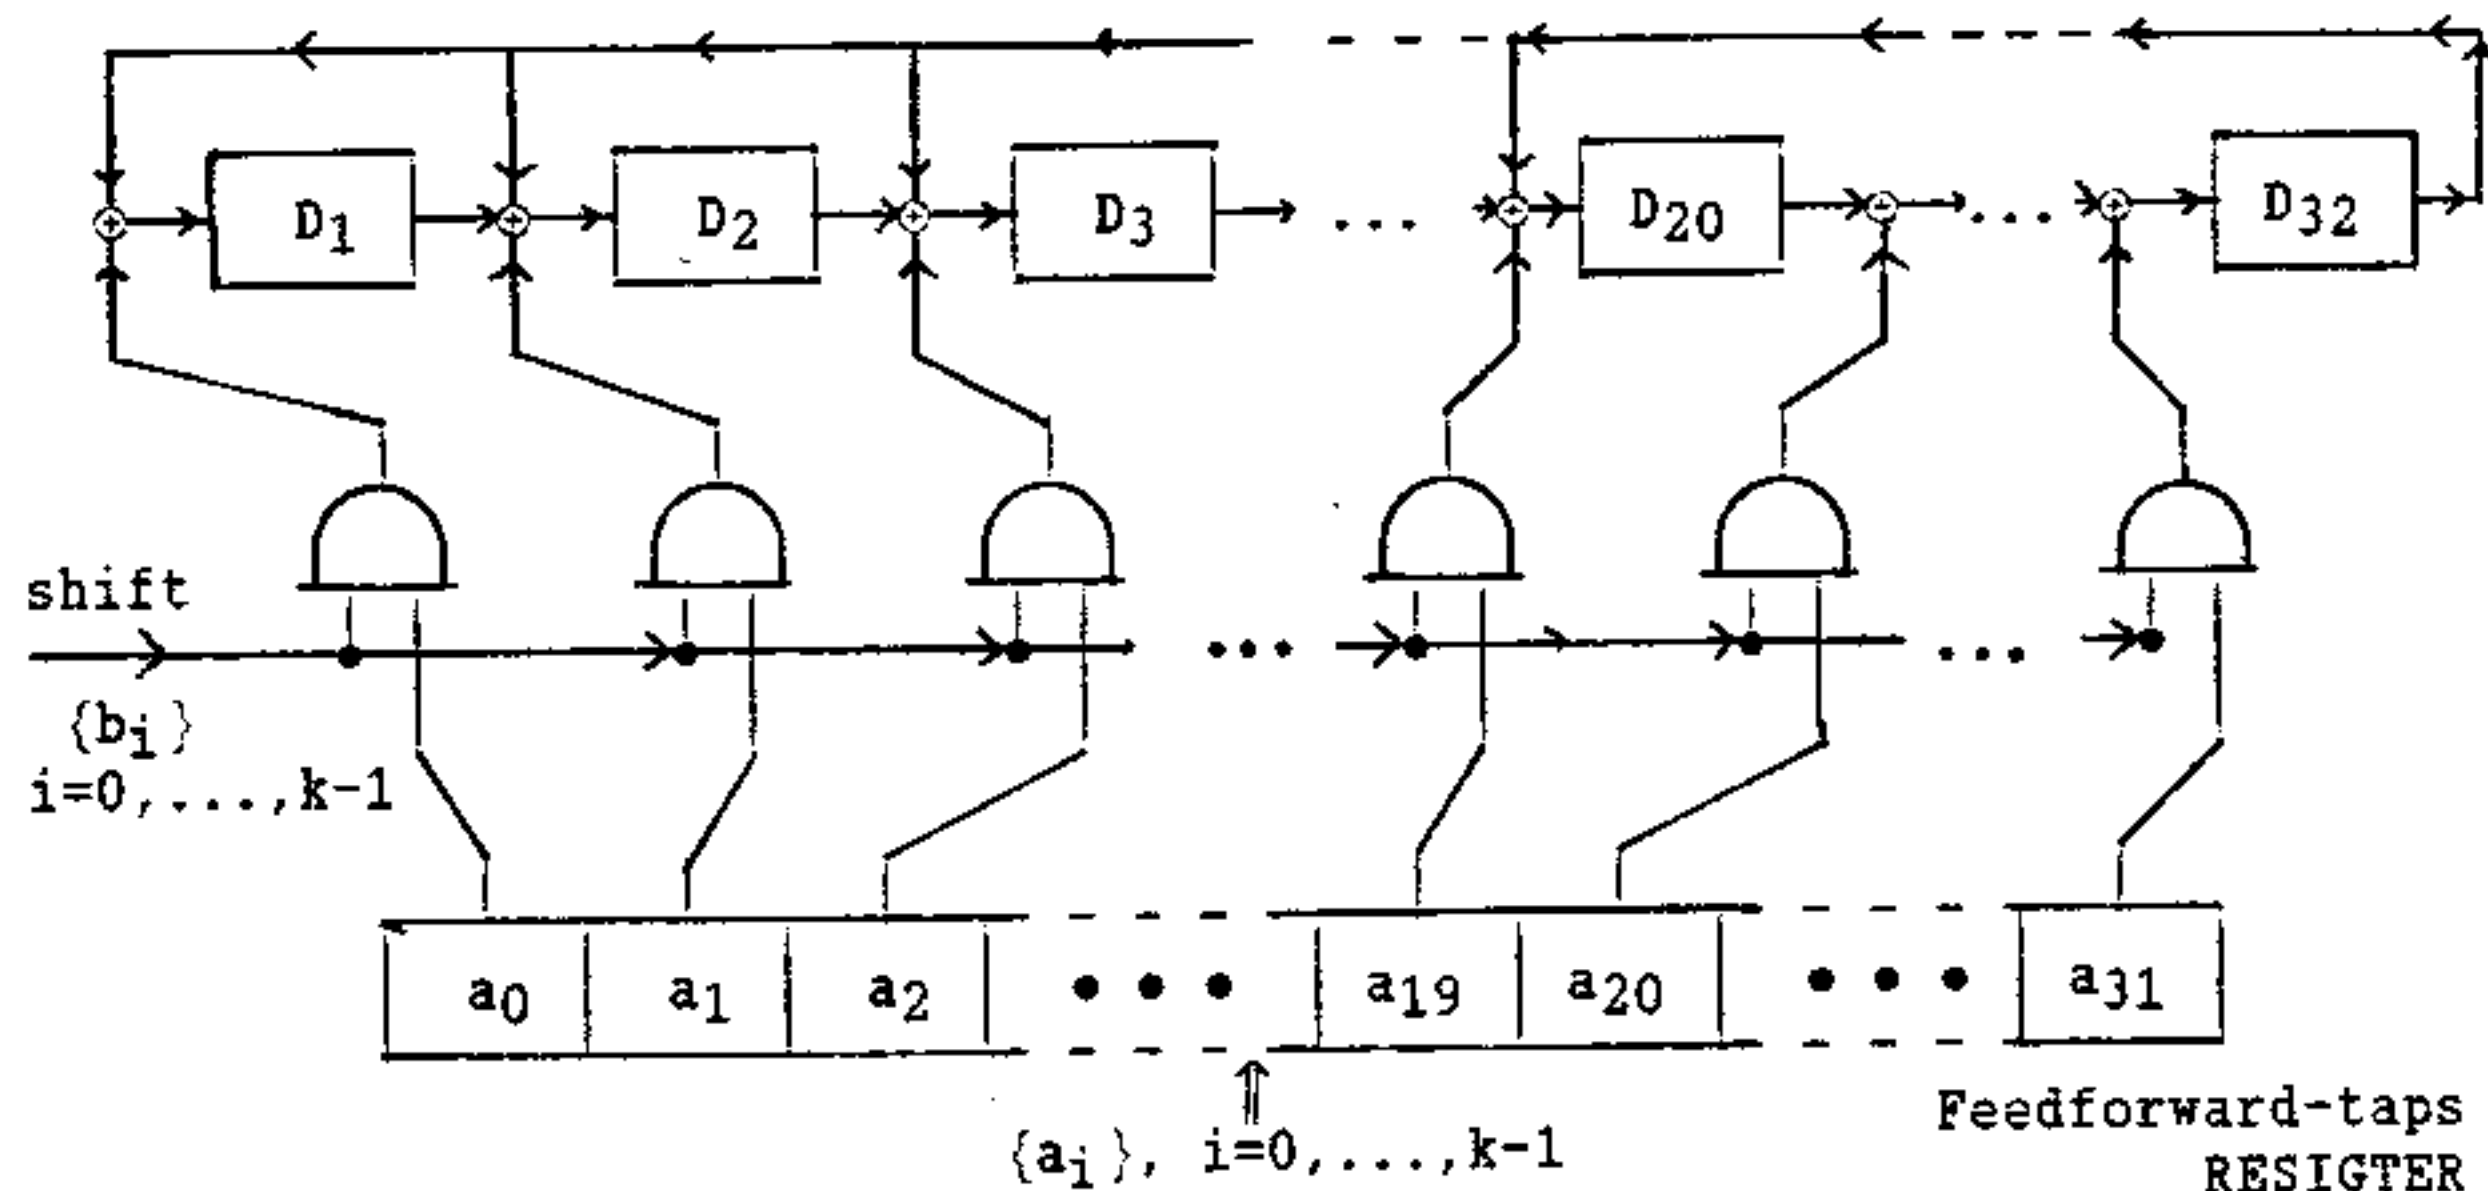 D1 D2 D3 ... D20 ... D32
shift
{bi}
i=0,...,k-1
a0 a1 a2 a19 a20 a31
{ai}, i=0,...,k-1
Feedforward-taps
RESIGTER